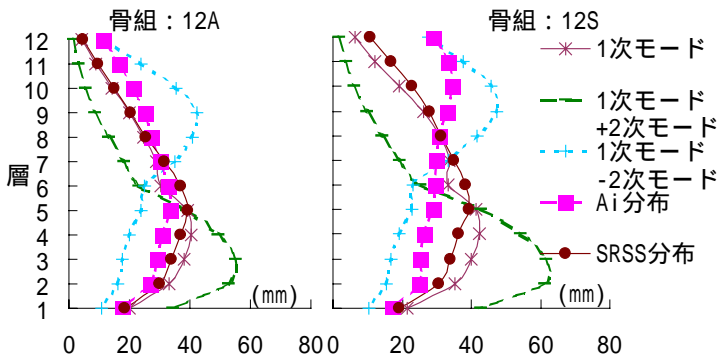 骨組：12A
骨組：12S
層
12
11
10
9
8
7
6
5
4
3
2
1
0 20 40 60 80
(mm)
0 20 40 60 80
(mm)
1次モード
1次モード
+2次モード
1次モード
-2次モード
Ai分布
SRSS分布